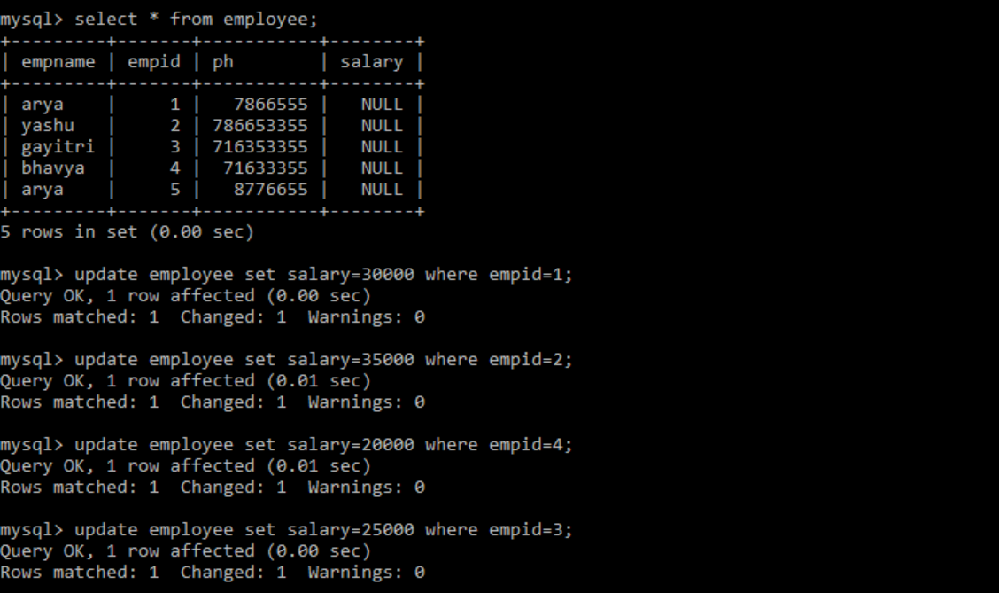 mysql> select * from employee;
+---------+-------+-----------+--------+
| empname | empid | ph        | salary |
+---------+-------+-----------+--------+
| arya    |     1 |   7866555 |   NULL |
| yashu   |     2 | 786653355 |   NULL |
| gayitri |     3 | 716353355 |   NULL |
| bhavya  |     4 |  71633355 |   NULL |
| arya    |     5 |   8776655 |   NULL |
+---------+-------+-----------+--------+
5 rows in set (0.00 sec)

mysql> update employee set salary=30000 where empid=1;
Query OK, 1 row affected (0.00 sec)
Rows matched: 1  Changed: 1  Warnings: 0

mysql> update employee set salary=35000 where empid=2;
Query OK, 1 row affected (0.01 sec)
Rows matched: 1  Changed: 1  Warnings: 0

mysql> update employee set salary=20000 where empid=4;
Query OK, 1 row affected (0.01 sec)
Rows matched: 1  Changed: 1  Warnings: 0

mysql> update employee set salary=25000 where empid=3;
Query OK, 1 row affected (0.00 sec)
Rows matched: 1  Changed: 1  Warnings: 0